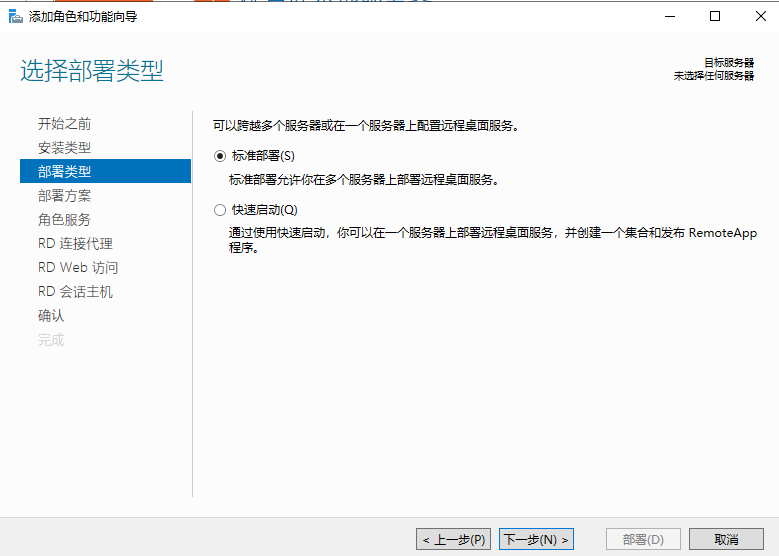 添加角色和功能向导
选择部署类型
目标服务器
未选择任何服务器
开始之前
安装类型
部署类型
部署方案
角色服务
RD 连接代理
RD Web 访问
RD 会话主机
确认
完成
可以跨越多个服务器或在一个服务器上配置远程桌面服务。
标准部署(S)
标准部署允许你在多个服务器上部署远程桌面服务。
快速启动(Q)
通过使用快速启动，你可以在一个服务器上部署远程桌面服务，并创建一个集合和发布 RemoteApp
程序。
< 上一步(P)
下一步(N) >
部署(D)
取消